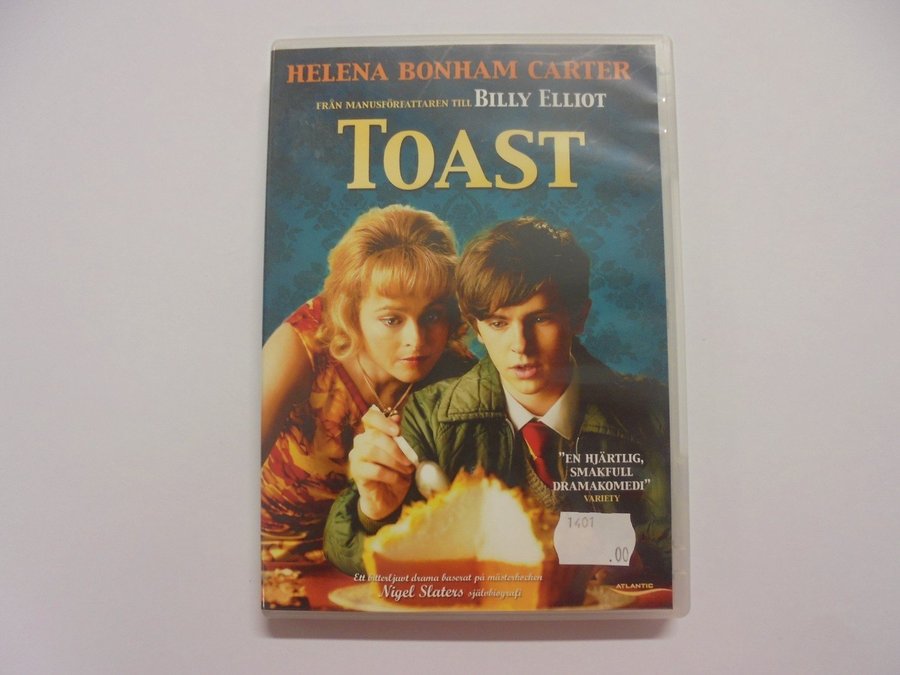 HELENA BONHAM CARTER
FRÅN MANUSFÖRFATTAREN TILL BILLY ELLIOT
TOAST
"EN HJÄRTLIG,
SMAKFULL
DRAMAKOMEDI"
VARIETY
1401
.00
Ett bitterljuvt drama baserat på mästerkocken
Nigel Slaters självbiografi
ATLANTIC